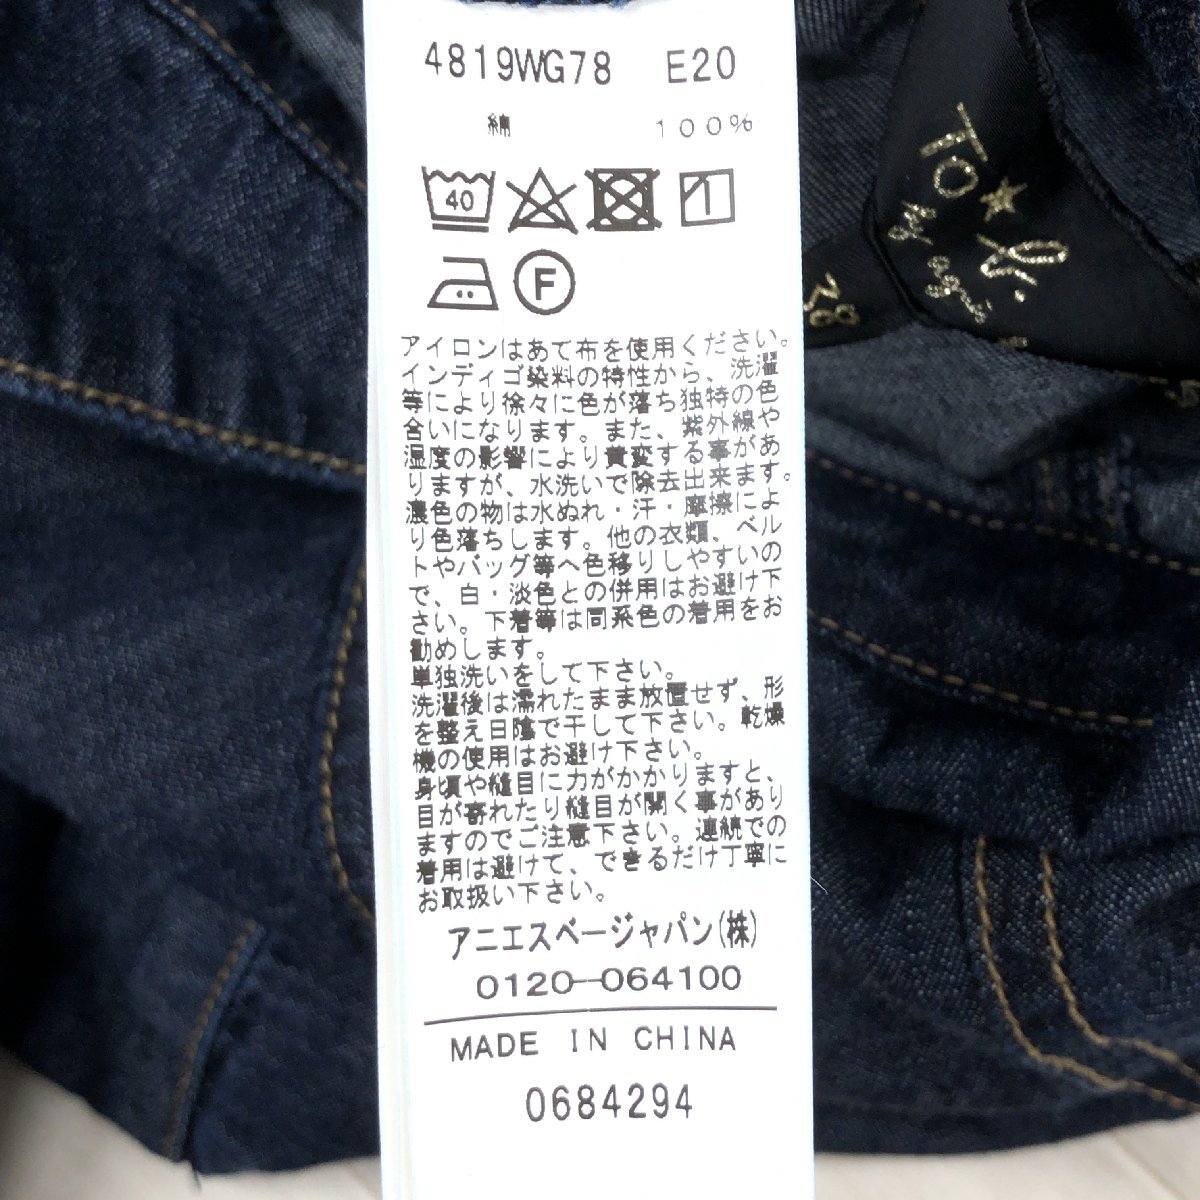 4819WG78 E20
綿 100%
40
F
アイロンはあて布を使用ください。
インディゴ染料の特性から、洗濯
等により徐々に色が落ち独特の色
合いになります。また、紫外線や
湿度の影響により黄変する事があ
りますが、水洗いで除去出来ます。
濃色の物は水ぬれ・汗・摩擦によ
り色落ちします。他の衣類、ベル
トやバッグ等へ色移りしやすいの
で、白・淡色との併用はお避け下
さい。下着等は同系色の着用をお
勧めします。
単独洗いをして下さい。
洗濯後は濡れたまま放置せず、形
を整え日陰で干して下さい。乾燥
機の使用はお避け下さい。
身頃や縫目に力がかかりますと、
目が寄れたり縫目が開く事があり
ますのでご注意下さい。連続での
着用は避けて、できるだけ丁寧に
お取扱い下さい。
アニエスベージャパン(株)
0120-064100
MADE IN CHINA
0684294
To★b.
by agnès
38